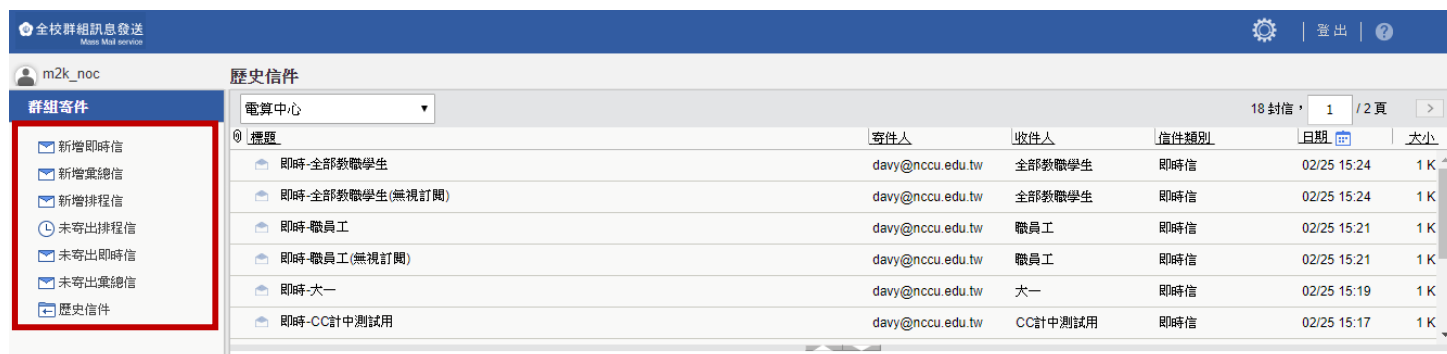 全校群組訊息發送
Mass Mail service
登出
m2k_noc
歷史信件
群組寄件
新增即時信
新增彙總信
新增排程信
未寄出排程信
未寄出即時信
未寄出彙總信
歷史信件
電算中心
18 封信， 1 / 2 頁
標題 寄件人 收件人 信件類別 日期 大小
即時-全部教職學生 davy@nccu.edu.tw 全部教職學生 即時信 02/25 15:24 1 K
即時-全部教職學生(無視訂閱) davy@nccu.edu.tw 全部教職學生 即時信 02/25 15:24 1 K
即時-職員工 davy@nccu.edu.tw 職員工 即時信 02/25 15:21 1 K
即時-職員工(無視訂閱) davy@nccu.edu.tw 職員工 即時信 02/25 15:21 1 K
即時-大一 davy@nccu.edu.tw 大一 即時信 02/25 15:19 1 K
即時-CC計中測試用 davy@nccu.edu.tw CC計中測試用 即時信 02/25 15:17 1 K